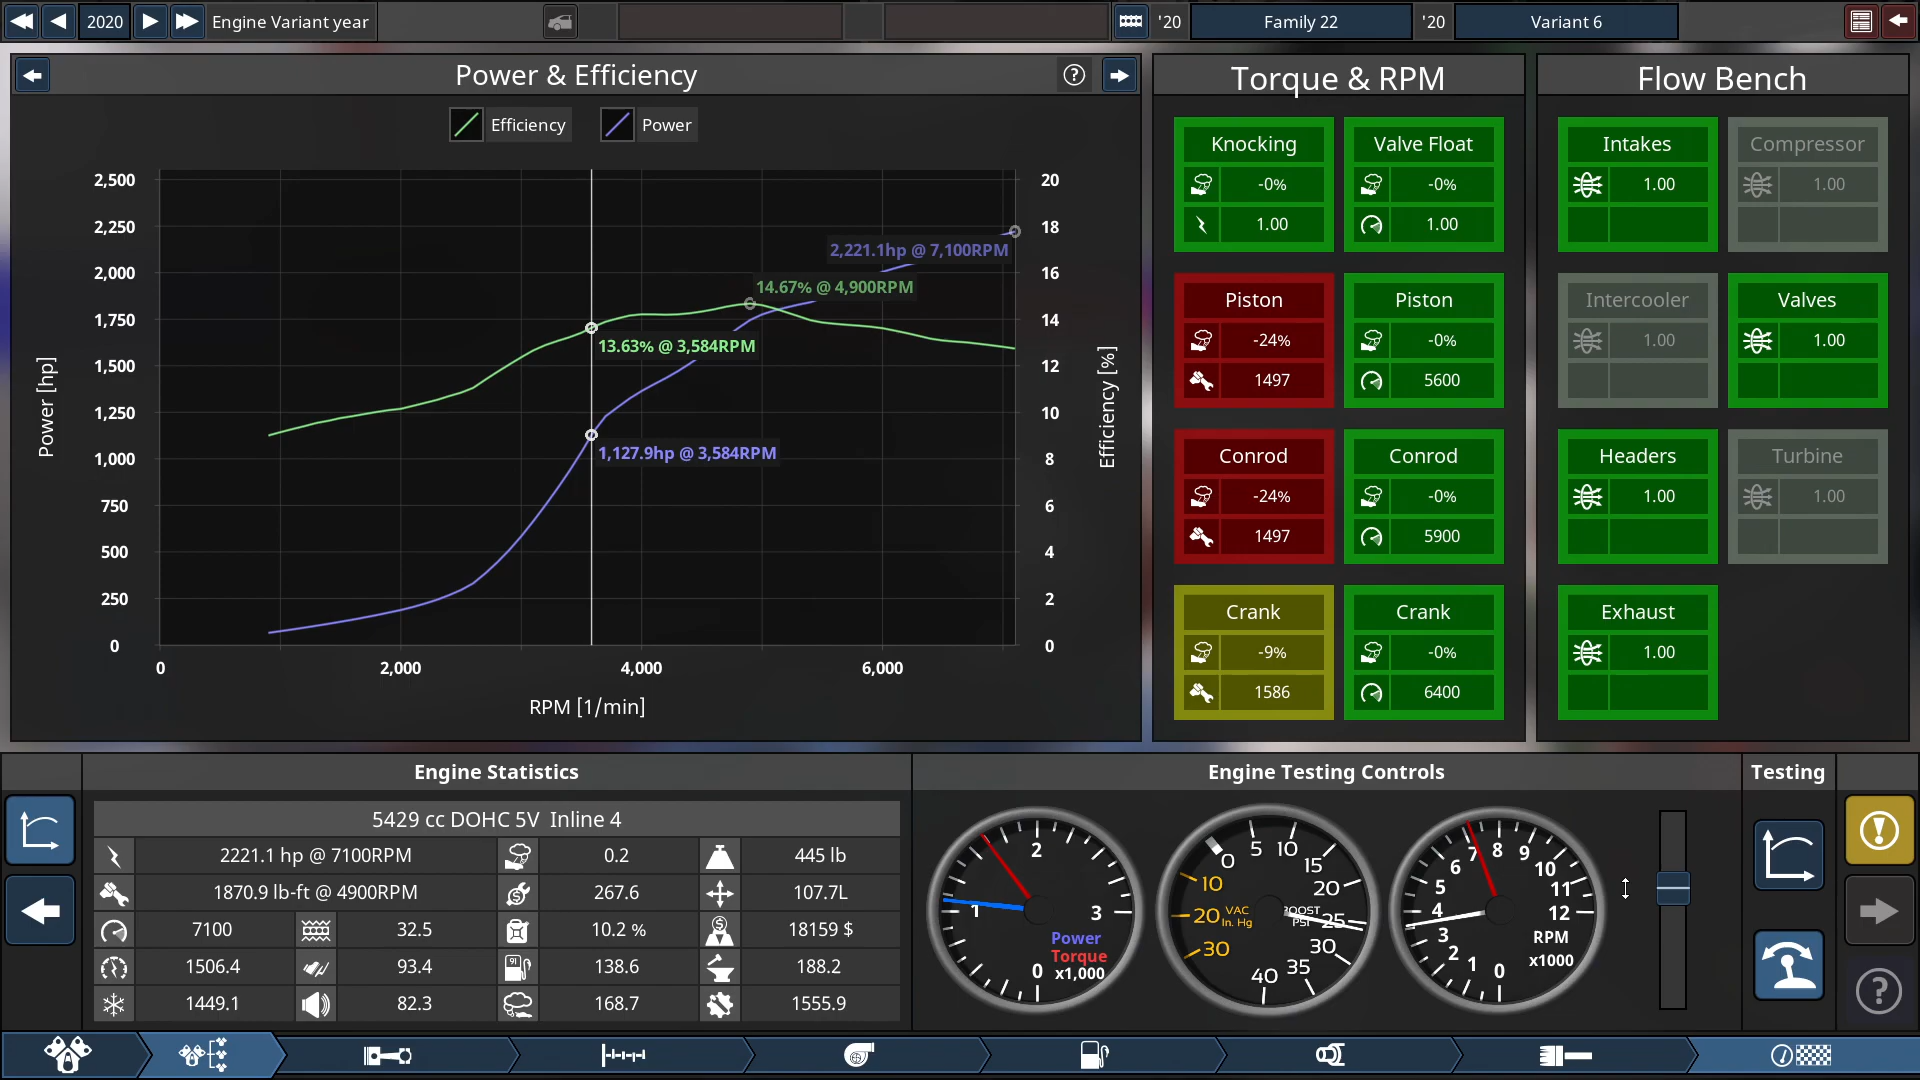 2020
Engine Variant year
'20
Family 22
'20
Variant 6
Power & Efficiency
Efficiency
Power
2,500
2,250
2,000
1,750
1,500
1,250
1,000
750
500
250
0
Power [hp]
20
18
16
14
12
10
8
6
4
2
0
Efficiency [%]
2,221.1hp @ 7,100RPM
14.67% @ 4,900RPM
13.63% @ 3,584RPM
1,127.9hp @ 3,584RPM
0
2,000
4,000
6,000
RPM [1/min]
Torque & RPM
Knocking
-0%
1.00
Valve Float
-0%
1.00
Piston
-24%
1497
Piston
-0%
5600
Conrod
-24%
1497
Conrod
-0%
5900
Crank
-9%
1586
Crank
-0%
6400
Flow Bench
Intakes
1.00
Compressor
1.00
Intercooler
1.00
Valves
1.00
Headers
1.00
Turbine
1.00
Exhaust
1.00
Engine Statistics
5429 cc DOHC 5V Inline 4
2221.1 hp @ 7100RPM
0.2
445 lb
1870.9 lb-ft @ 4900RPM
267.6
107.7L
7100
32.5
10.2 %
18159 $
1506.4
93.4
91
138.6
188.2
1449.1
82.3
168.7
1555.9
Engine Testing Controls
0
1
2
3
Power
Torque
x1,000
0
5
10
15
20
25
30
35
40
10
20
30
VAC
In. Hg
BOOST
PSI
0
1
2
3
4
5
6
7
8
9
10
11
12
RPM
x1000
Testing